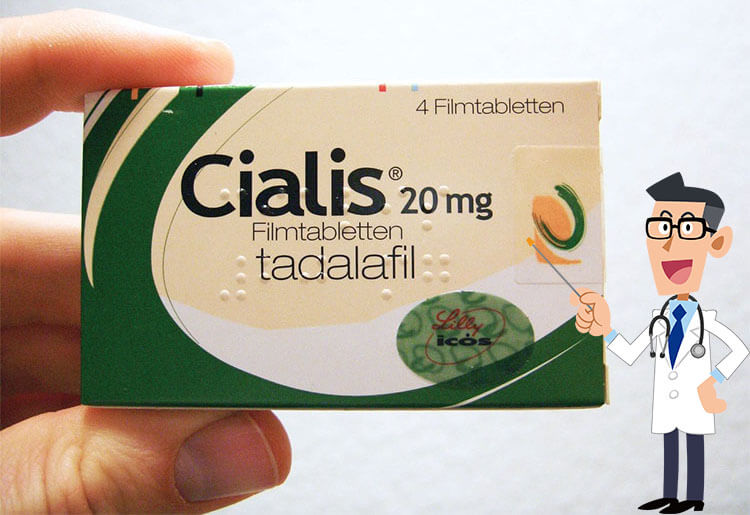 4 Filmtabletten
Cialis® 20 mg
Filmtabletten
tadalafil
Lilly
icos